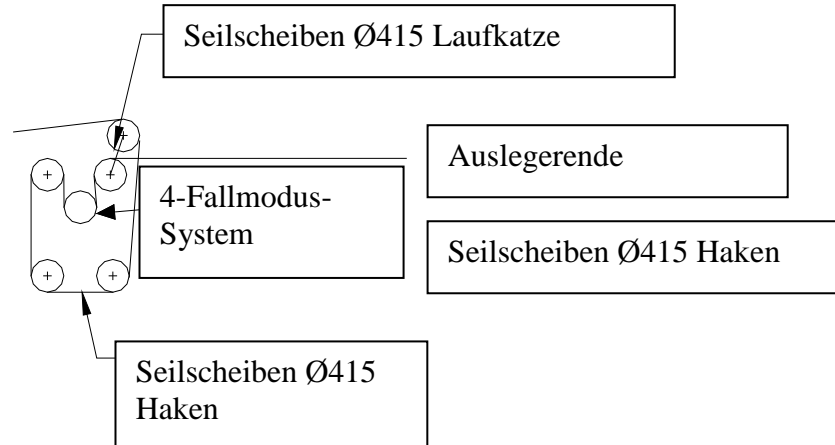 Seilscheiben Ø415 Laufkatze
Auslegerende
4-Fallmodus-
System
Seilscheiben Ø415 Haken
Seilscheiben Ø415
Haken